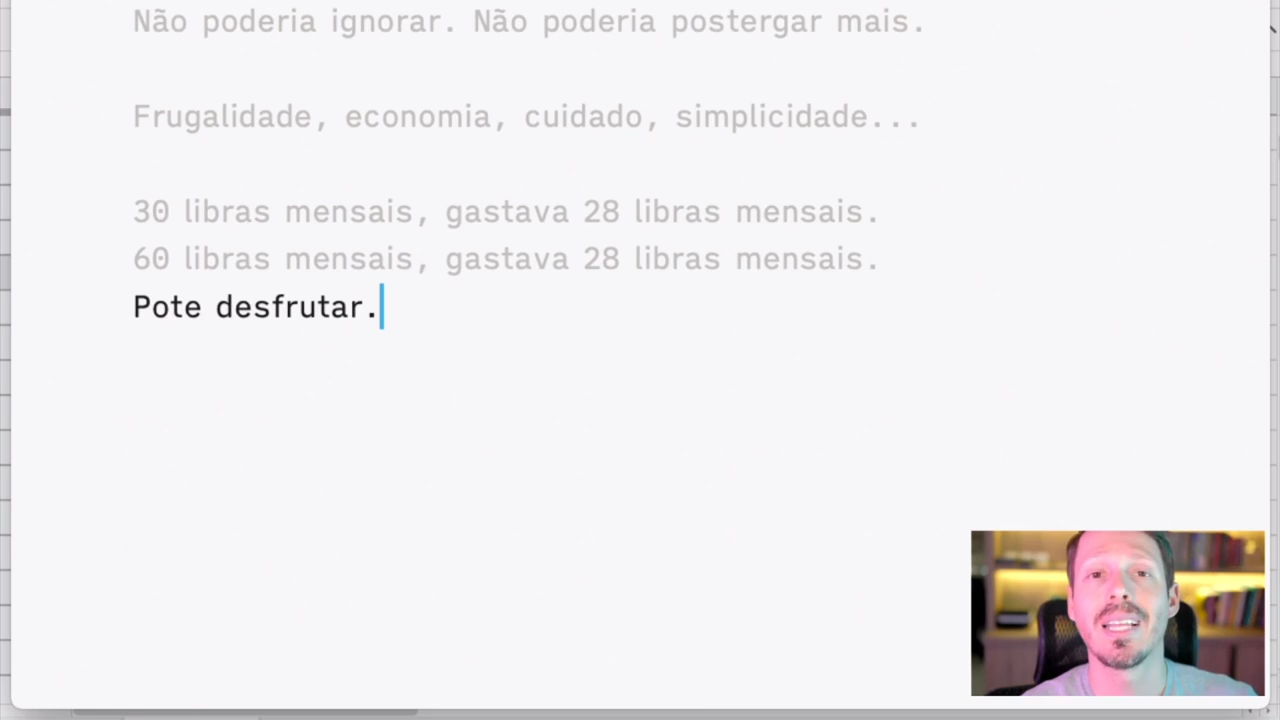 Não poderia ignorar. Não poderia postergar mais.
Frugalidade, economia, cuidado, simplicidade...
30 libras mensais, gastava 28 libras mensais.
60 libras mensais, gastava 28 libras mensais.
Pote desfrutar.